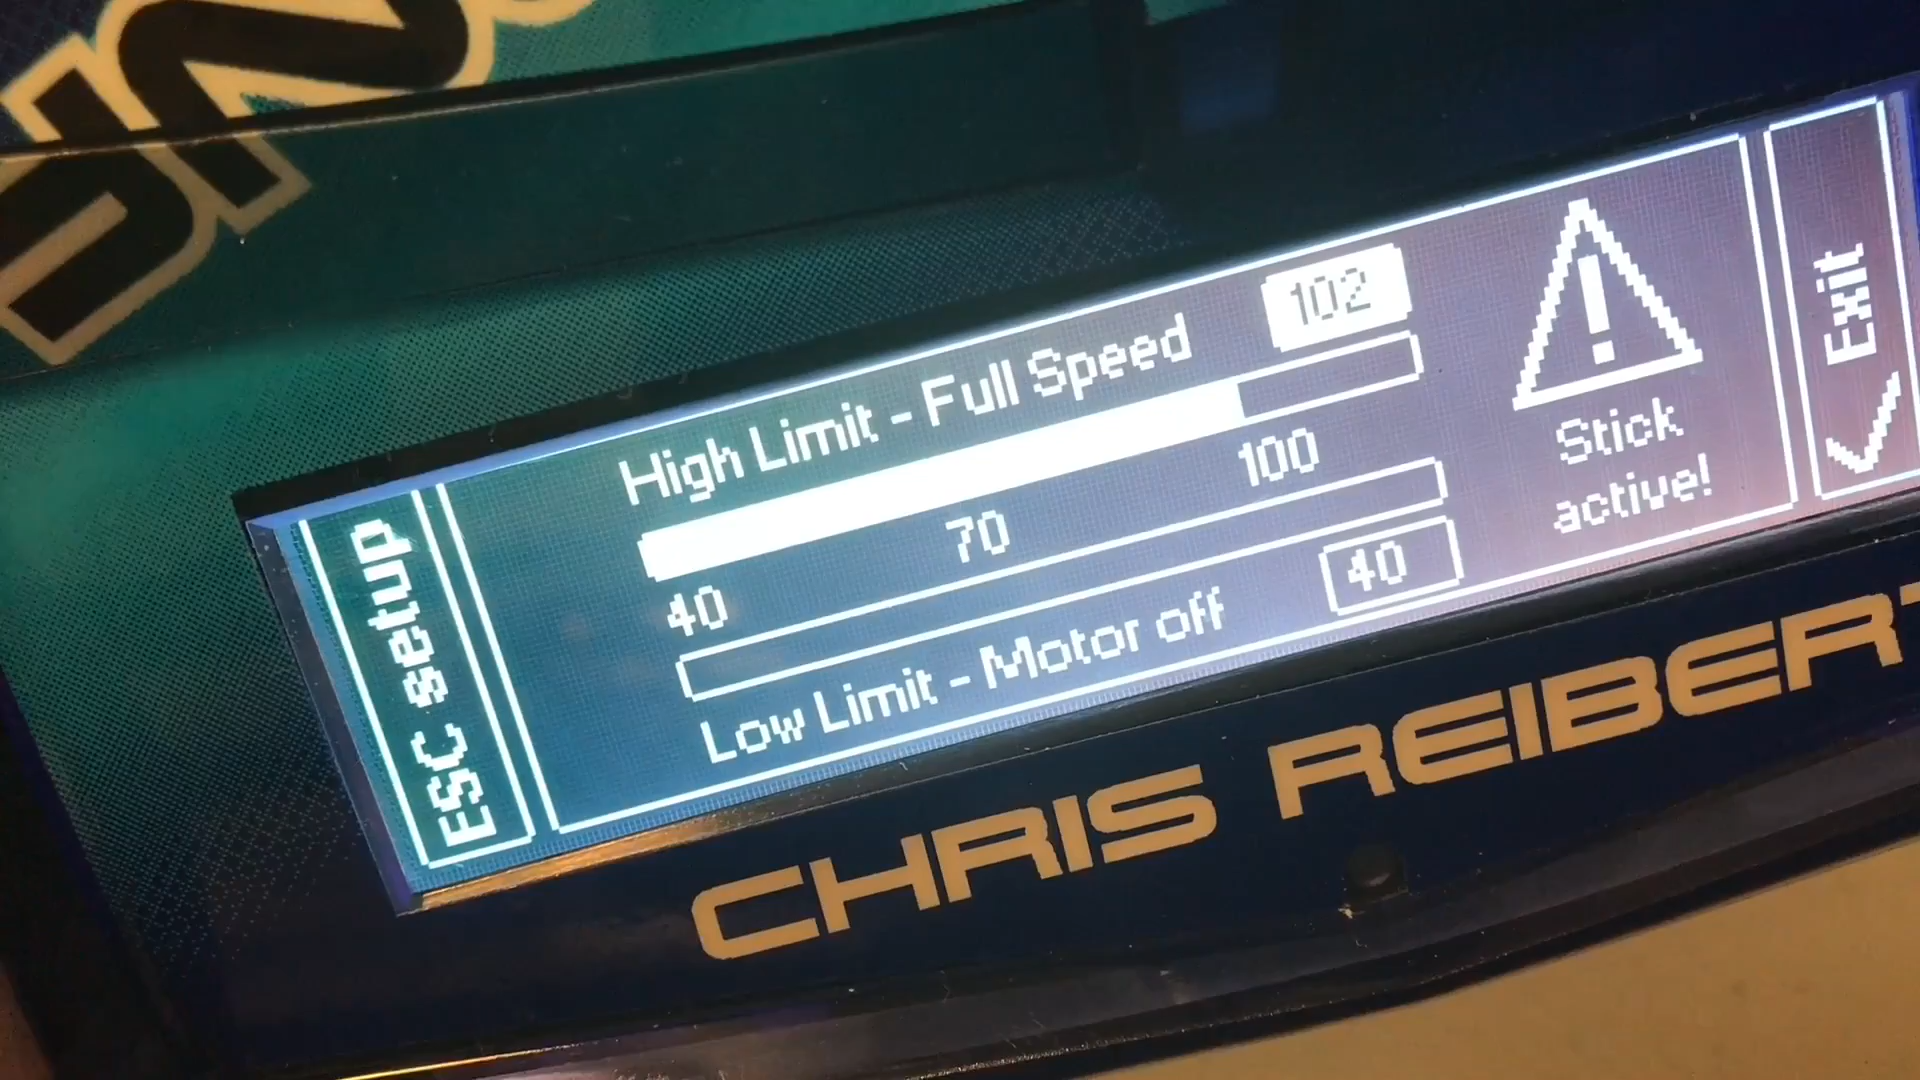 ESC setup
High Limit - Full Speed 102
40 70 100
Low Limit - Motor off 40
Stick
active!
Exit
CHRIS REIBERT